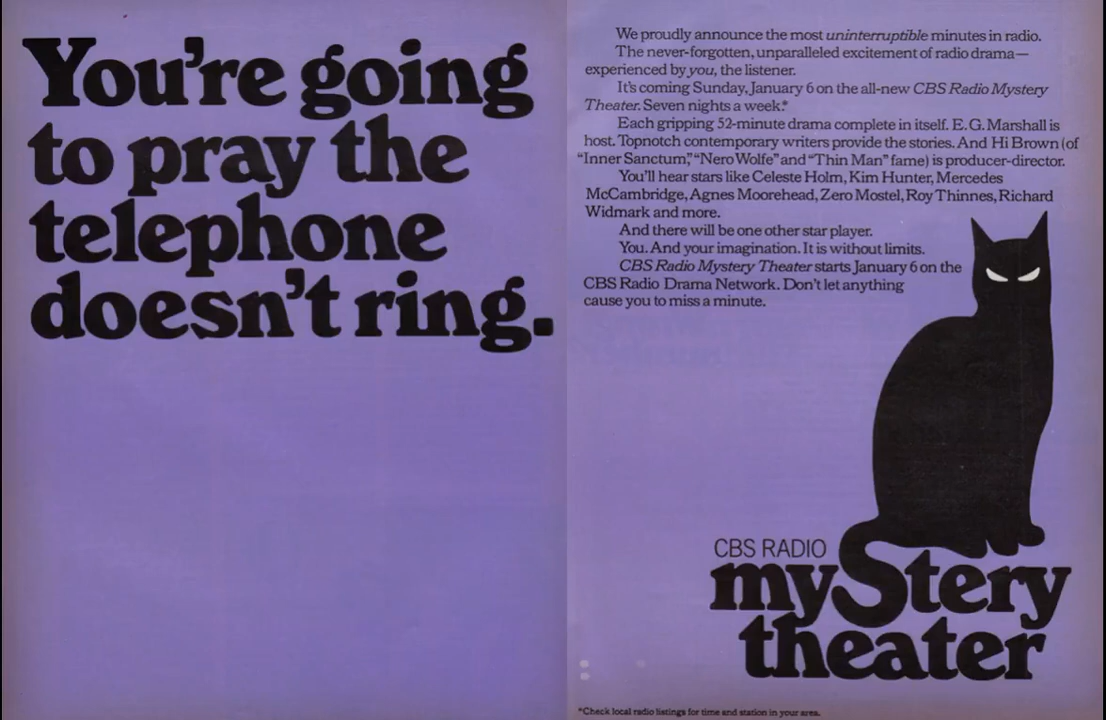 You're going
to pray the
telephone
doesn't ring.
We proudly announce the most uninterruptible minutes in radio.
The never-forgotten, unparalleled excitement of radio drama—
experienced by you, the listener.
It's coming Sunday, January 6 on the all-new CBS Radio Mystery
Theater. Seven nights a week.*
Each gripping 52-minute drama complete in itself. E. G. Marshall is
host. Topnotch contemporary writers provide the stories. And Hi Brown (of
"Inner Sanctum," "Nero Wolfe" and "Thin Man" fame) is producer-director.
You'll hear stars like Celeste Holm, Kim Hunter, Mercedes
McCambridge, Agnes Moorehead, Zero Mostel, Roy Thinnes, Richard
Widmark and more.
And there will be one other star player.
You. And your imagination. It is without limits.
CBS Radio Mystery Theater starts January 6 on the
CBS Radio Drama Network. Don't let anything
cause you to miss a minute.
CBS RADIO
myStery
theater
*Check local radio listings for time and station in your area.